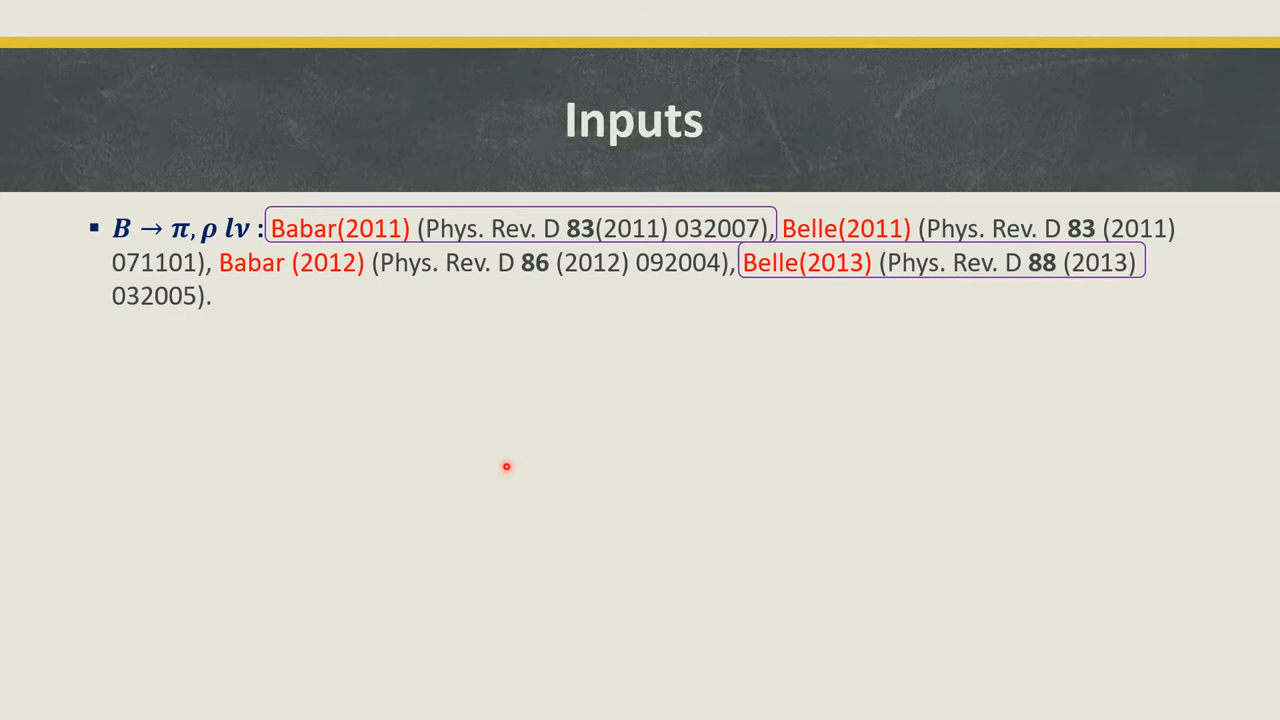 Inputs
▪ B → π, ρ lν : Babar(2011) (Phys. Rev. D 83(2011) 032007), Belle(2011) (Phys. Rev. D 83 (2011)
071101), Babar (2012) (Phys. Rev. D 86 (2012) 092004), Belle(2013) (Phys. Rev. D 88 (2013)
032005).